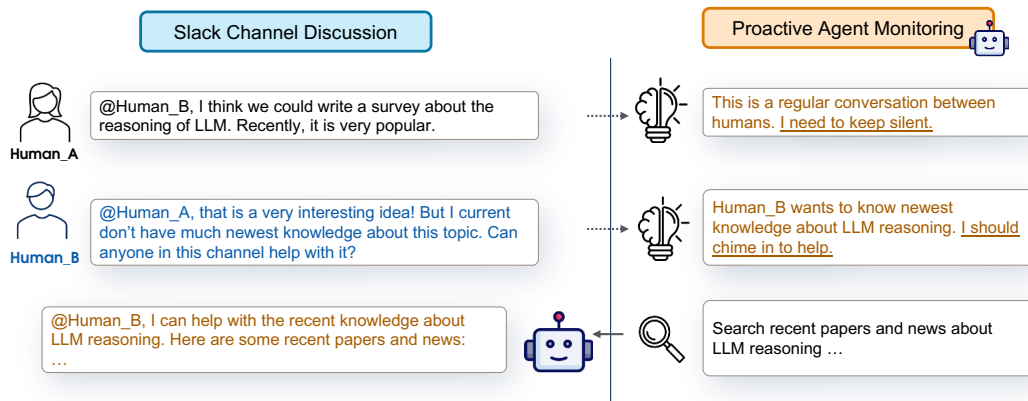 Slack Channel Discussion
Proactive Agent Monitoring
@Human_B, I think we could write a survey about the
reasoning of LLM. Recently, it is very popular.
Human_A
This is a regular conversation between
humans. I need to keep silent.
@Human_A, that is a very interesting idea! But I current
don't have much newest knowledge about this topic. Can
anyone in this channel help with it?
Human_B
Human_B wants to know newest
knowledge about LLM reasoning. I should
chime in to help.
@Human_B, I can help with the recent knowledge about
LLM reasoning. Here are some recent papers and news:
…
Search recent papers and news about
LLM reasoning …